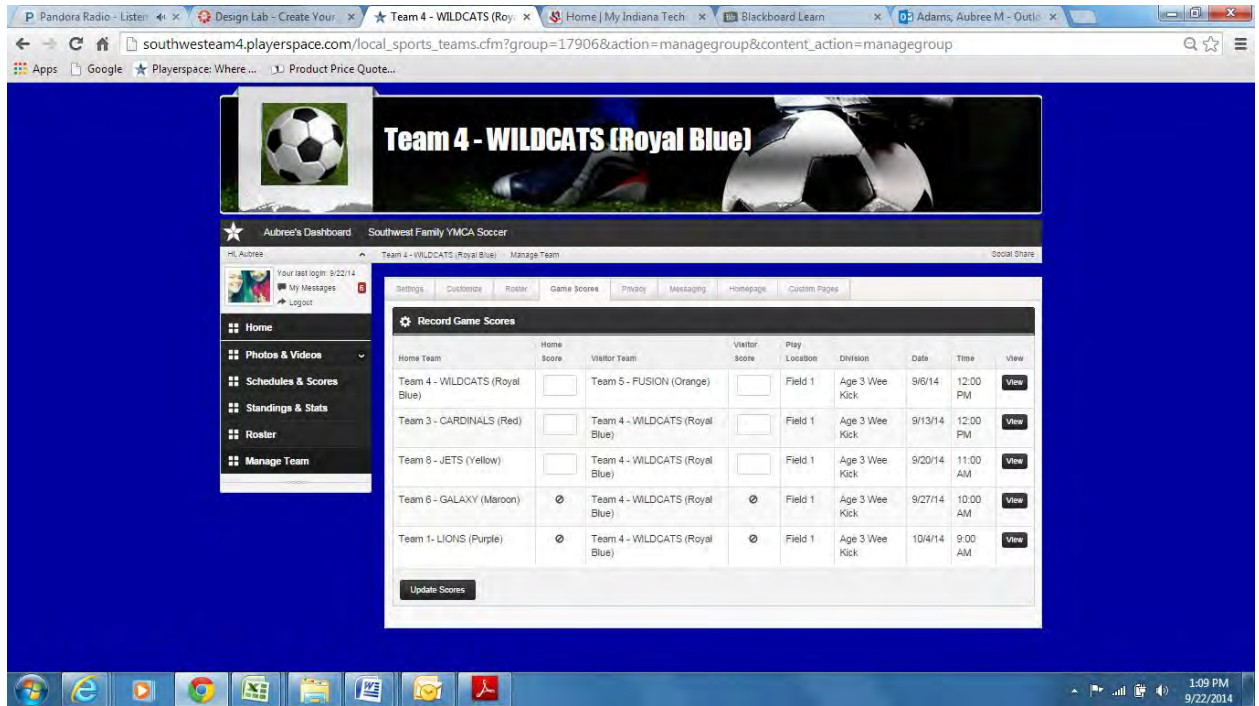 Pandora Radio - Listen
Design Lab - Create Your
Team 4 - WILDCATS (Roy
Home | My Indiana Tech
Blackboard Learn
Adams, Aubree M - Outlo
southwesteam4.playerspace.com/local_sports_teams.cfm?group=17906&action=managegroup&content_action=managegroup
Apps Google Playerspace: Where ... Product Price Quote...
Team 4 - WILDCATS (Royal Blue)
Aubree's Dashboard Southwest Family YMCA Soccer
Hi, Aubree
Team 4 - WILDCATS (Royal Blue) Manage Team
Social Share
Your last login: 9/22/14
My Messages 6
Logout
Home
Photos & Videos
Schedules & Scores
Standings & Stats
Roster
Manage Team
Settings Customize Roster Game Scores Privacy Messaging Homepage Custom Pages
Record Game Scores
Home Team Home Score Visitor Team Visitor Score Play Location Division Date Time View
Team 4 - WILDCATS (Royal Blue) Team 5 - FUSION (Orange) Field 1 Age 3 Wee Kick 9/6/14 12:00 PM View
Team 3 - CARDINALS (Red) Team 4 - WILDCATS (Royal Blue) Field 1 Age 3 Wee Kick 9/13/14 12:00 PM View
Team 8 - JETS (Yellow) Team 4 - WILDCATS (Royal Blue) Field 1 Age 3 Wee Kick 9/20/14 11:00 AM View
Team 6 - GALAXY (Maroon) Team 4 - WILDCATS (Royal Blue) Field 1 Age 3 Wee Kick 9/27/14 10:00 AM View
Team 1- LIONS (Purple) Team 4 - WILDCATS (Royal Blue) Field 1 Age 3 Wee Kick 10/4/14 9:00 AM View
Update Scores
1:09 PM
9/22/2014